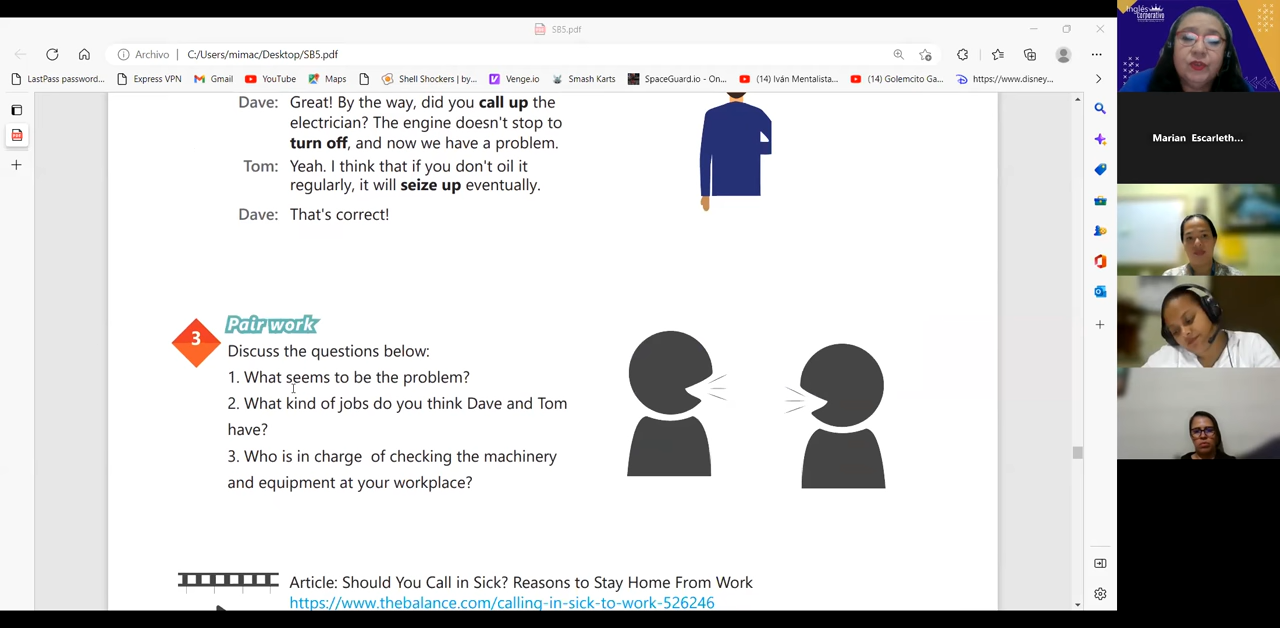 SB5.pdf
Archivo | C:/Users/mimac/Desktop/SB5.pdf
LastPass password... Express VPN Gmail YouTube Maps Shell Shockers | by... Venge.io Smash Karts SpaceGuard.io - On... (14) Iván Mentalista... (14) Golemcito Ga... https://www.disney...
Dave: Great! By the way, did you call up the
electrician? The engine doesn't stop to
turn off, and now we have a problem.
Tom: Yeah. I think that if you don't oil it
regularly, it will seize up eventually.
Dave: That's correct!
3
Pair work
Discuss the questions below:
1. What seems to be the problem?
2. What kind of jobs do you think Dave and Tom
have?
3. Who is in charge of checking the machinery
and equipment at your workplace?
Article: Should You Call in Sick? Reasons to Stay Home From Work
https://www.thebalance.com/calling-in-sick-to-work-526246
Inglés
Corporativo
Marian Escarleth...